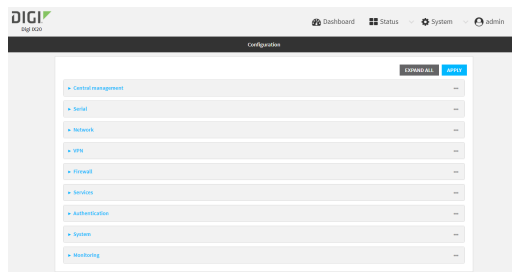 DIGI
Digi IX20
Dashboard
Status
System
admin
Configuration
EXPAND ALL
APPLY
Central management
Serial
Network
VPN
Firewall
Services
Authentication
System
Monitoring